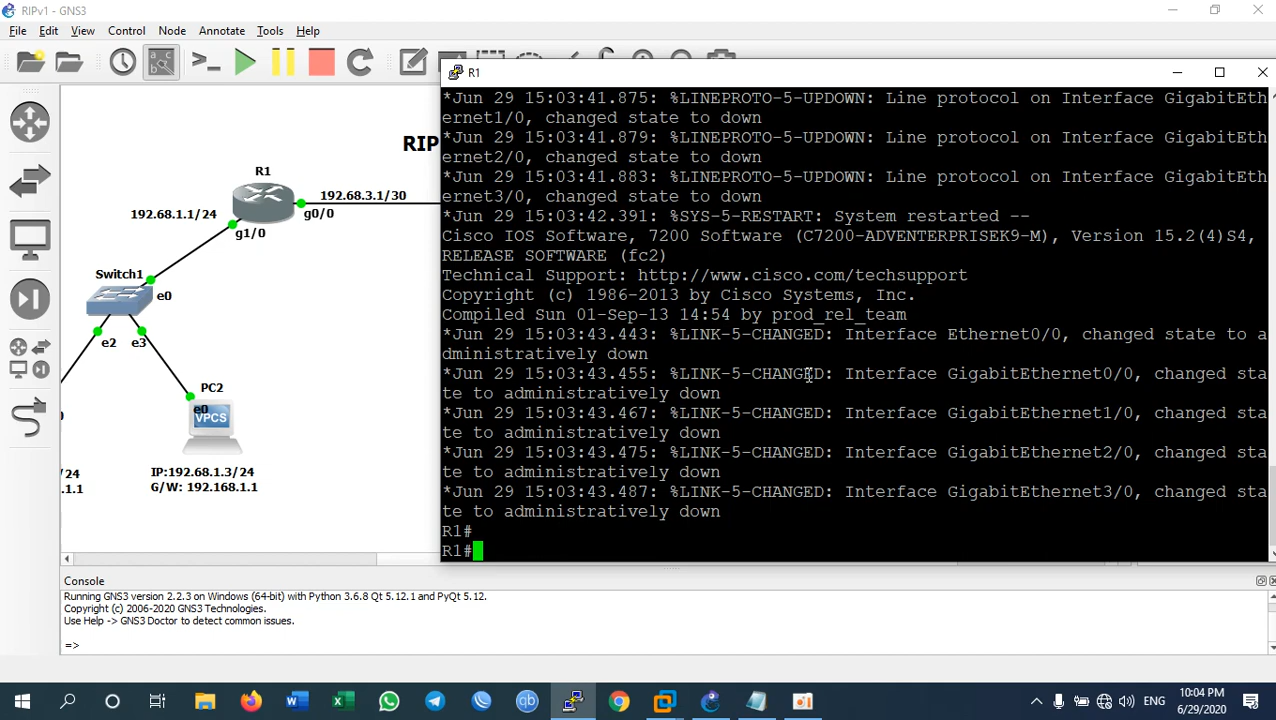 RIPv1 - GNS3
File Edit View Control Node Annotate Tools Help
R1
*Jun 29 15:03:41.875: %LINEPROTO-5-UPDOWN: Line protocol on Interface GigabitEth
ernet1/0, changed state to down
*Jun 29 15:03:41.879: %LINEPROTO-5-UPDOWN: Line protocol on Interface GigabitEth
ernet2/0, changed state to down
*Jun 29 15:03:41.883: %LINEPROTO-5-UPDOWN: Line protocol on Interface GigabitEth
ernet3/0, changed state to down
*Jun 29 15:03:42.391: %SYS-5-RESTART: System restarted --
Cisco IOS Software, 7200 Software (C7200-ADVENTERPRISEK9-M), Version 15.2(4)S4,
RELEASE SOFTWARE (fc2)
Technical Support: http://www.cisco.com/techsupport
Copyright (c) 1986-2013 by Cisco Systems, Inc.
Compiled Sun 01-Sep-13 14:54 by prod_rel_team
*Jun 29 15:03:43.443: %LINK-5-CHANGED: Interface Ethernet0/0, changed state to a
dministratively down
*Jun 29 15:03:43.455: %LINK-5-CHANGED: Interface GigabitEthernet0/0, changed sta
te to administratively down
*Jun 29 15:03:43.467: %LINK-5-CHANGED: Interface GigabitEthernet1/0, changed sta
te to administratively down
*Jun 29 15:03:43.475: %LINK-5-CHANGED: Interface GigabitEthernet2/0, changed sta
te to administratively down
*Jun 29 15:03:43.487: %LINK-5-CHANGED: Interface GigabitEthernet3/0, changed sta
te to administratively down
R1#
R1#
RIP
R1
192.68.3.1/30
192.68.1.1/24
g0/0
g1/0
Switch1
e0
e2 e3
PC2
e0
VPCS
IP:192.68.1.3/24
G/W: 192.168.1.1
/24
.1.1
Console
Running GNS3 version 2.2.3 on Windows (64-bit) with Python 3.6.8 Qt 5.12.1 and PyQt 5.12.
Copyright (c) 2006-2020 GNS3 Technologies.
Use Help -> GNS3 Doctor to detect common issues.
=>
ENG
10:04 PM
6/29/2020